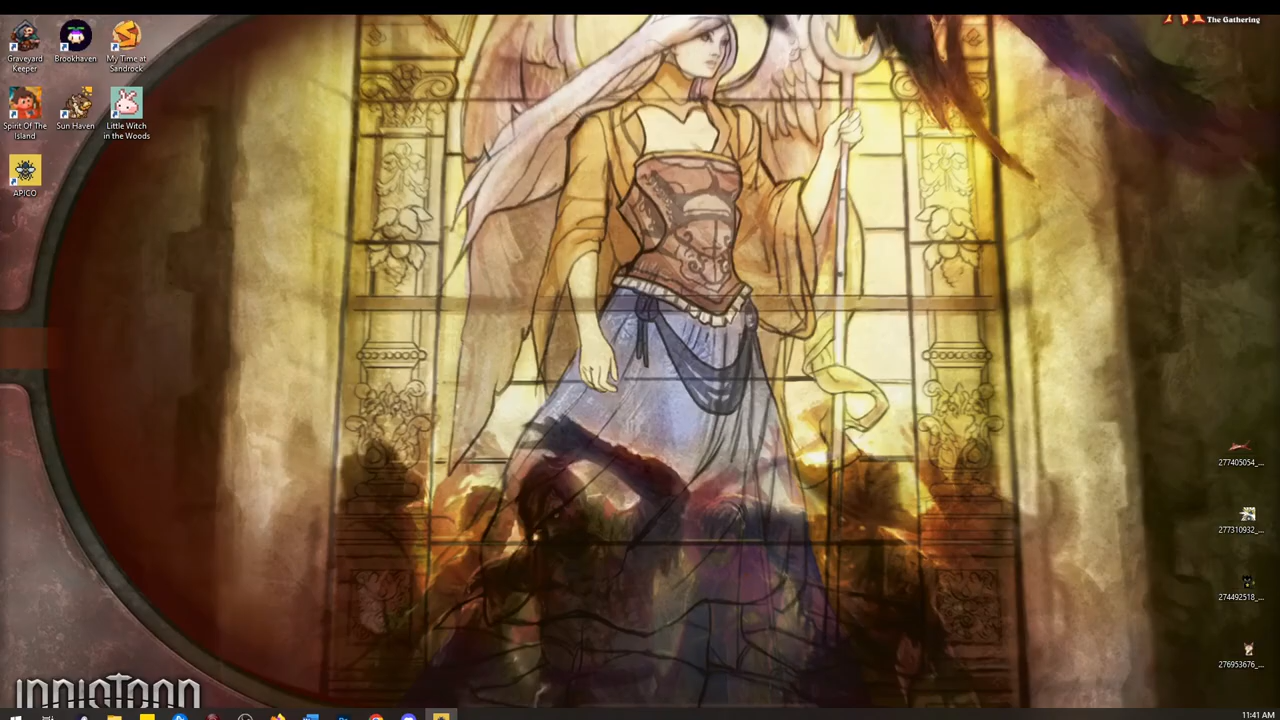 The Gathering
Graveyard
Keeper
Brookhaven
My Time at
Sandrock
Spirit Of The
Island
Sun Haven
Little Witch
in the Woods
APICO
277405054_...
277310932_...
274492518_...
276953676_...
INNISTRAD
11:41 AM